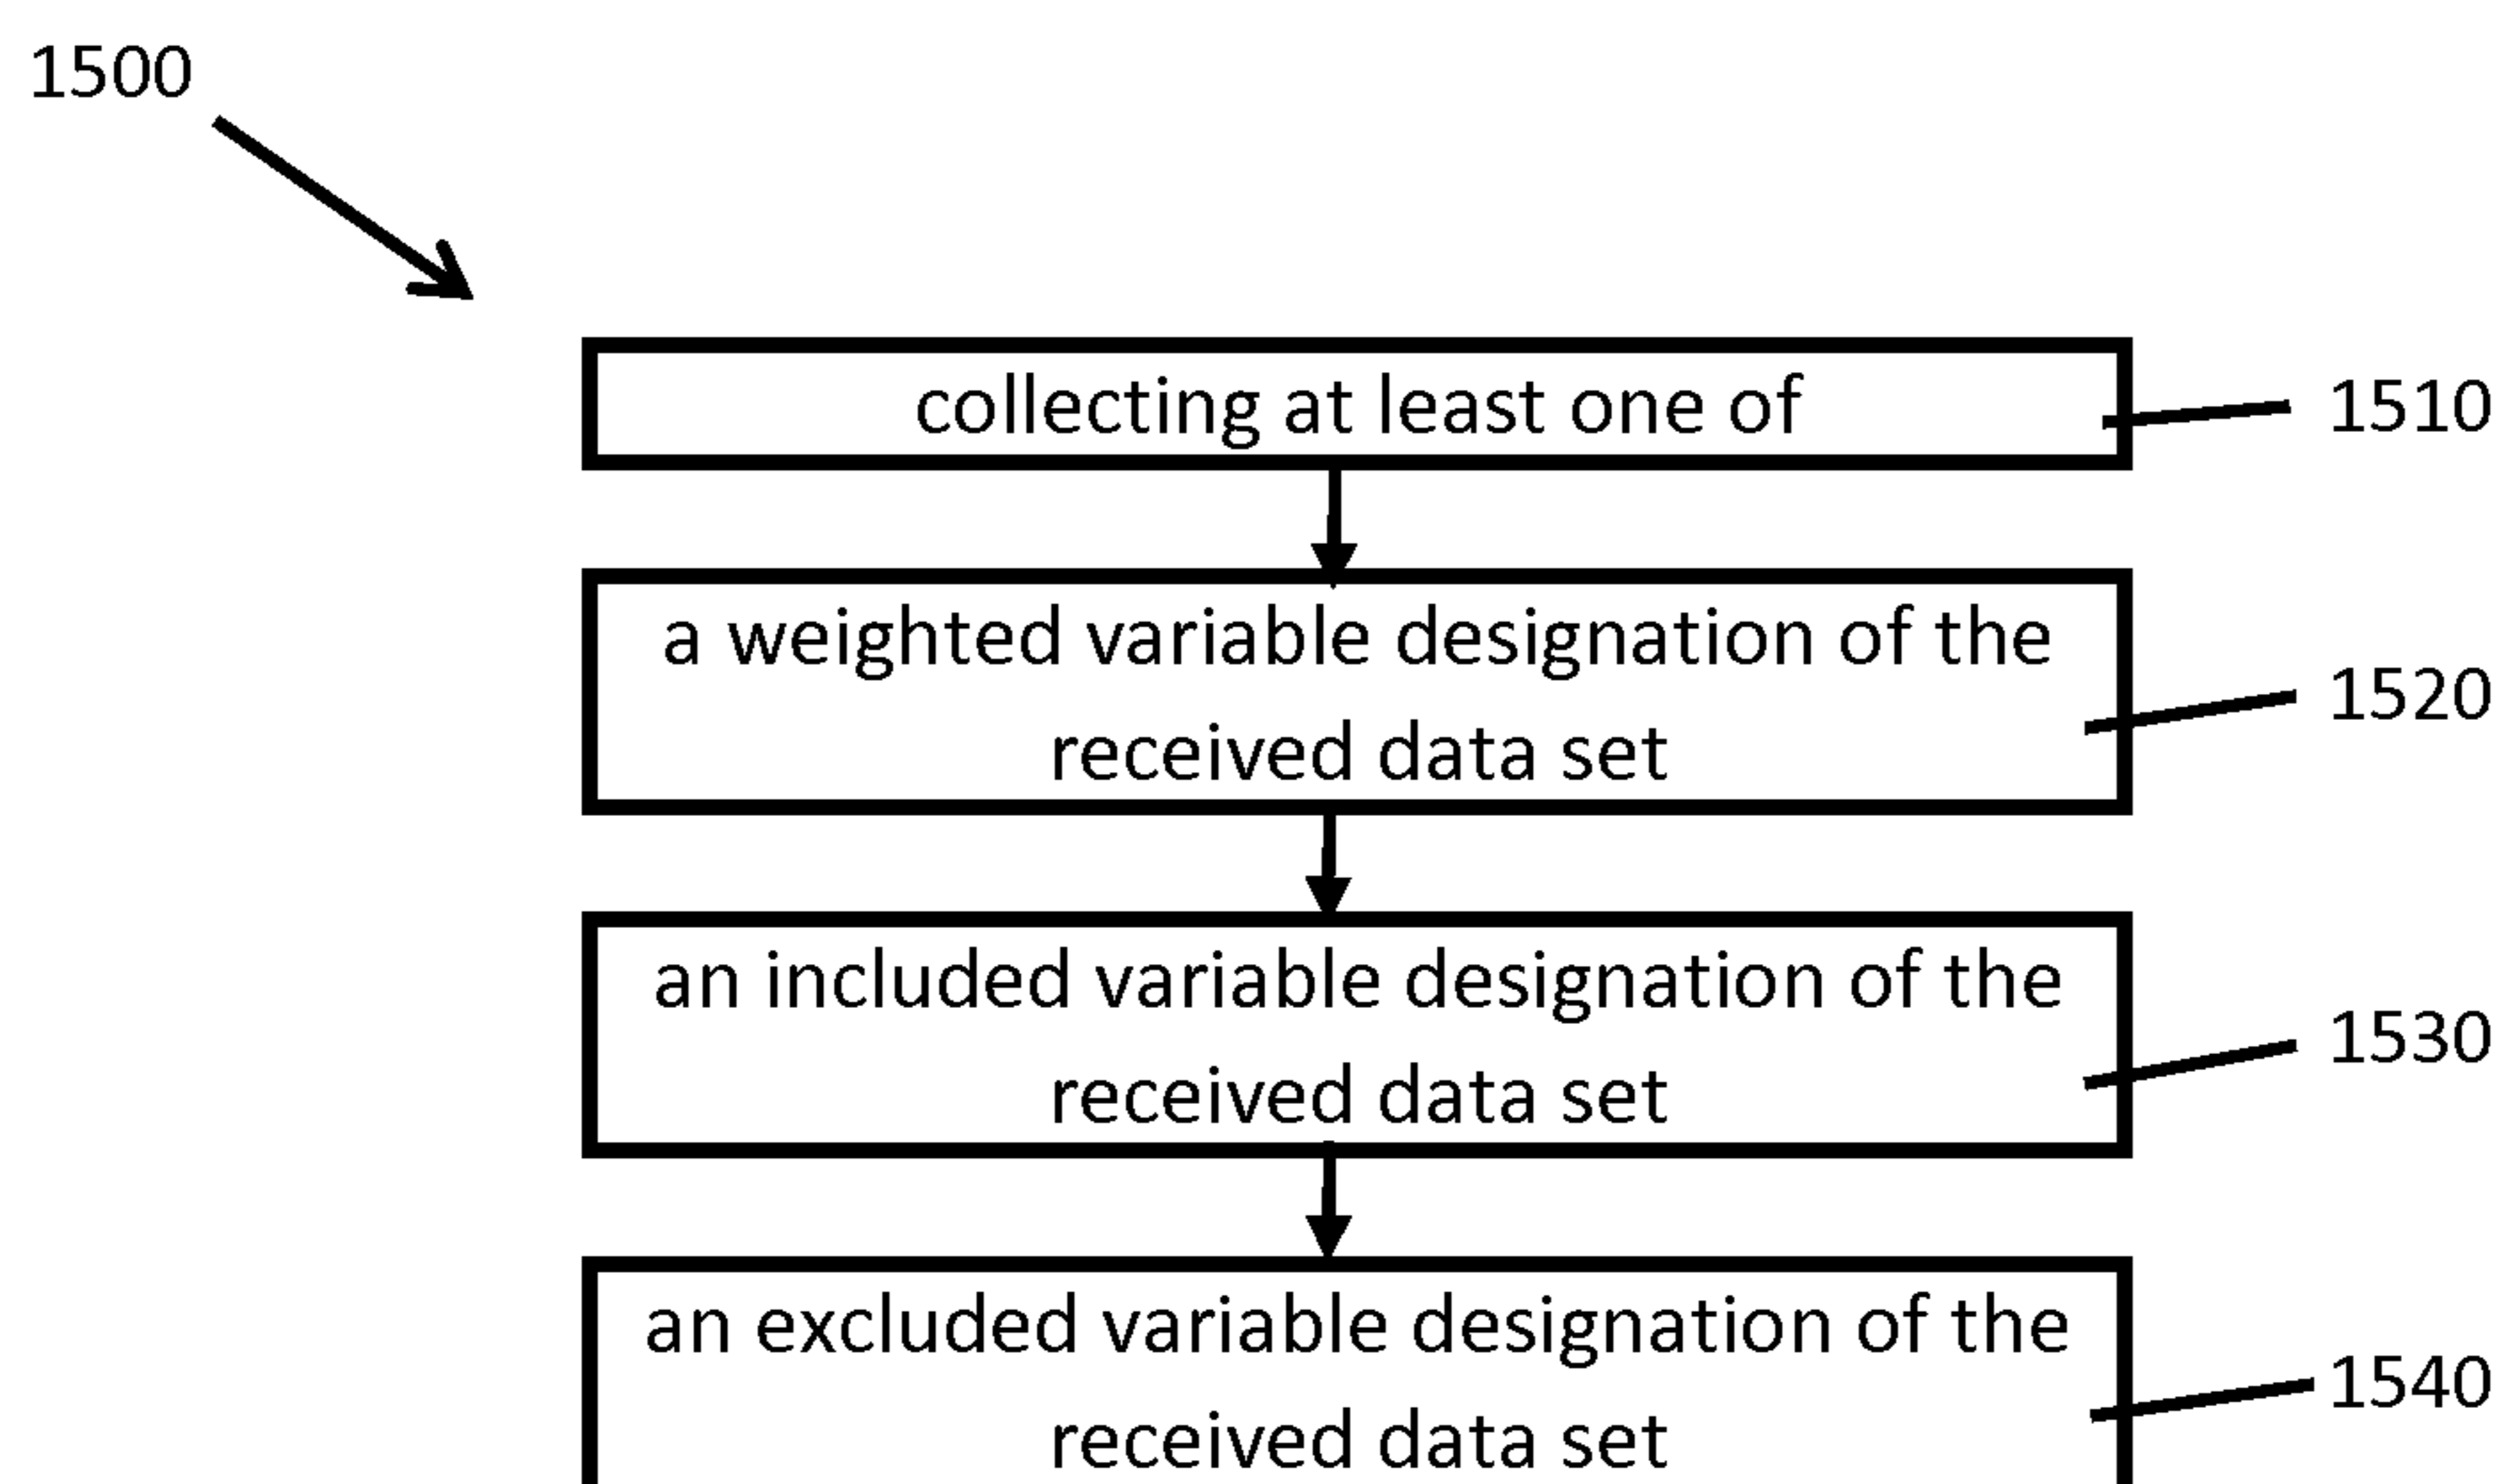 1500
collecting at least one of
1510
a weighted variable designation of the
received data set
1520
an included variable designation of the
received data set
1530
an excluded variable designation of the
received data set
1540